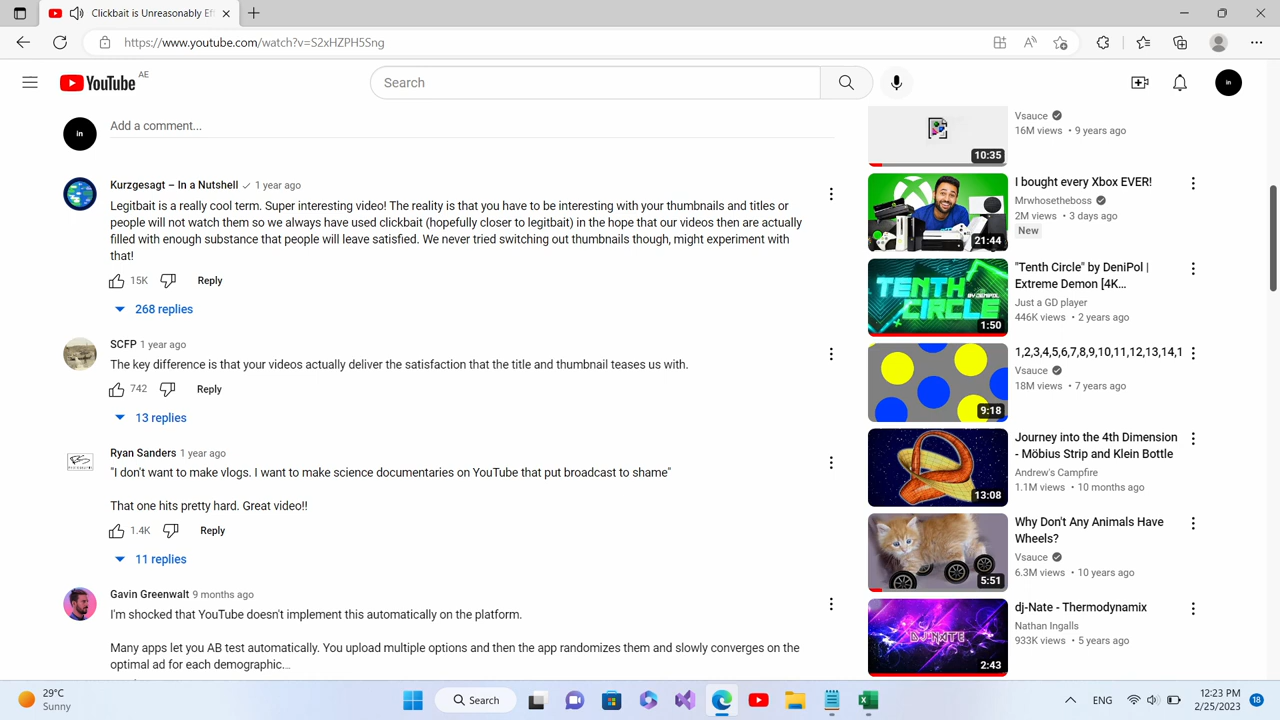 Clickbait is Unreasonably Ef
https://www.youtube.com/watch?v=S2xHZPH5Sng
YouTube AE
Search
in
in
Add a comment...
Kurzgesagt – In a Nutshell 1 year ago
Legitbait is a really cool term. Super interesting video! The reality is that you have to be interesting with your thumbnails and titles or
people will not watch them so we always have used clickbait (hopefully closer to legitbait) in the hope that our videos then are actually
filled with enough substance that people will leave satisfied. We never tried switching out thumbnails though, might experiment with
that!
15K Reply
268 replies
SCFP 1 year ago
The key difference is that your videos actually deliver the satisfaction that the title and thumbnail teases us with.
742 Reply
13 replies
Ryan Sanders 1 year ago
"I don't want to make vlogs. I want to make science documentaries on YouTube that put broadcast to shame"
That one hits pretty hard. Great video!!
1.4K Reply
11 replies
Gavin Greenwalt 9 months ago
I'm shocked that YouTube doesn't implement this automatically on the platform.
Many apps let you AB test automatically. You upload multiple options and then the app randomizes them and slowly converges on the
optimal ad for each demographic...
Vsauce
16M views • 9 years ago
10:35
I bought every Xbox EVER!
Mrwhosetheboss
2M views • 3 days ago
New
XBOX
21:44
"Tenth Circle" by DeniPol |
Extreme Demon [4K...
Just a GD player
446K views • 2 years ago
TENTH
BY DENIPOL
CIRCLE
1:50
1,2,3,4,5,6,7,8,9,10,11,12,13,14,1
Vsauce
18M views • 7 years ago
9:18
Journey into the 4th Dimension
- Möbius Strip and Klein Bottle
Andrew's Campfire
1.1M views • 10 months ago
13:08
Why Don't Any Animals Have
Wheels?
Vsauce
6.3M views • 10 years ago
5:51
dj-Nate - Thermodynamix
Nathan Ingalls
933K views • 5 years ago
DJ-NATE
2:43
29°C
Sunny
Search
ENG
12:23 PM
2/25/2023
18